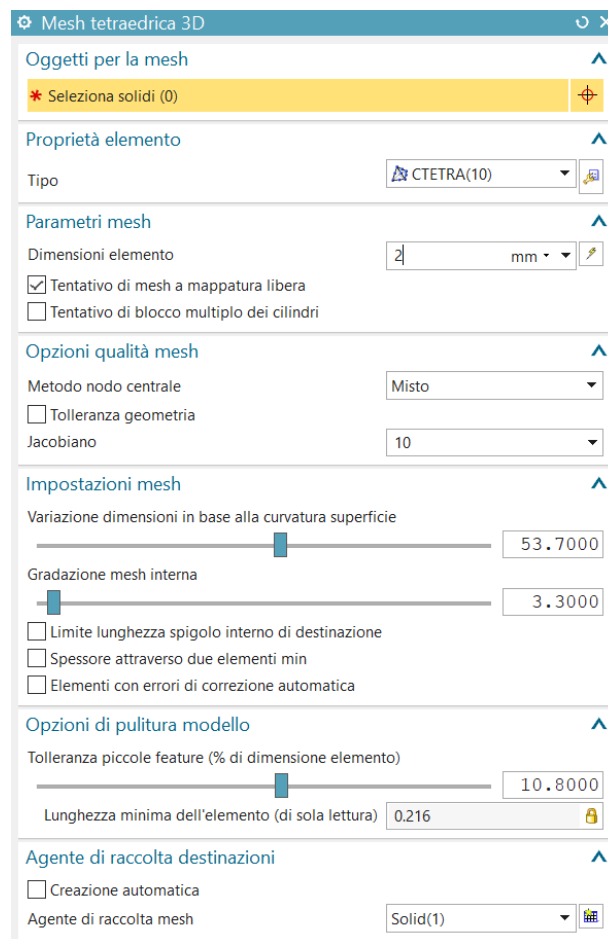 Mesh tetraedrica 3D
Oggetti per la mesh
* Seleziona solidi (0)
Proprietà elemento
Tipo CTETRA(10)
Parametri mesh
Dimensioni elemento 2 mm
Tentativo di mesh a mappatura libera
Tentativo di blocco multiplo dei cilindri
Opzioni qualità mesh
Metodo nodo centrale Misto
Tolleranza geometria
Jacobiano 10
Impostazioni mesh
Variazione dimensioni in base alla curvatura superficie
53.7000
Gradazione mesh interna
3.3000
Limite lunghezza spigolo interno di destinazione
Spessore attraverso due elementi min
Elementi con errori di correzione automatica
Opzioni di pulitura modello
Tolleranza piccole feature (% di dimensione elemento)
10.8000
Lunghezza minima dell'elemento (di sola lettura) 0.216
Agente di raccolta destinazioni
Creazione automatica
Agente di raccolta mesh Solid(1)